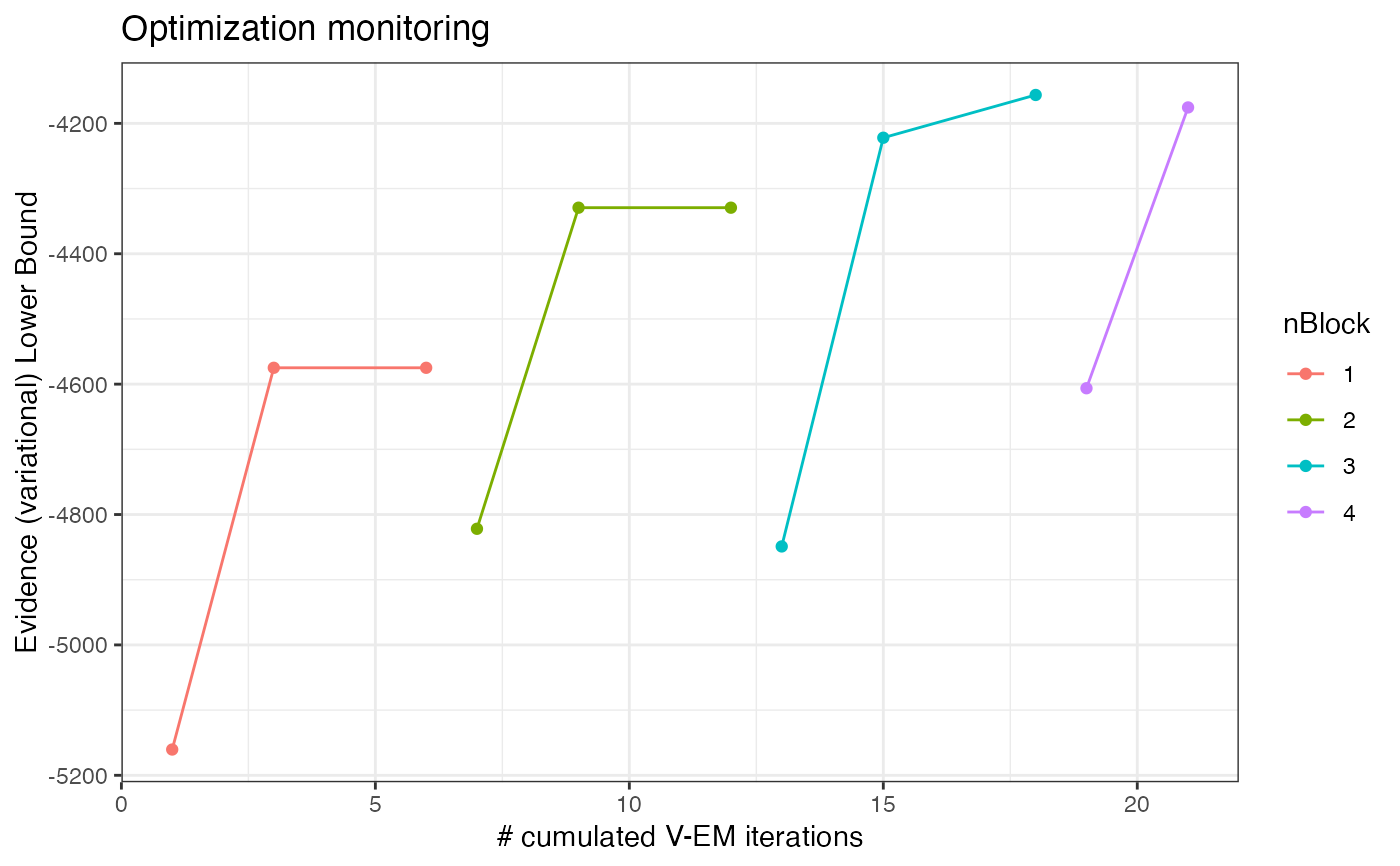 Optimization monitoring
Evidence (variational) Lower Bound
-4200
-4400
-4600
-4800
-5000
-5200
0 5 10 15 20
# cumulated V-EM iterations
nBlock
1
2
3
4